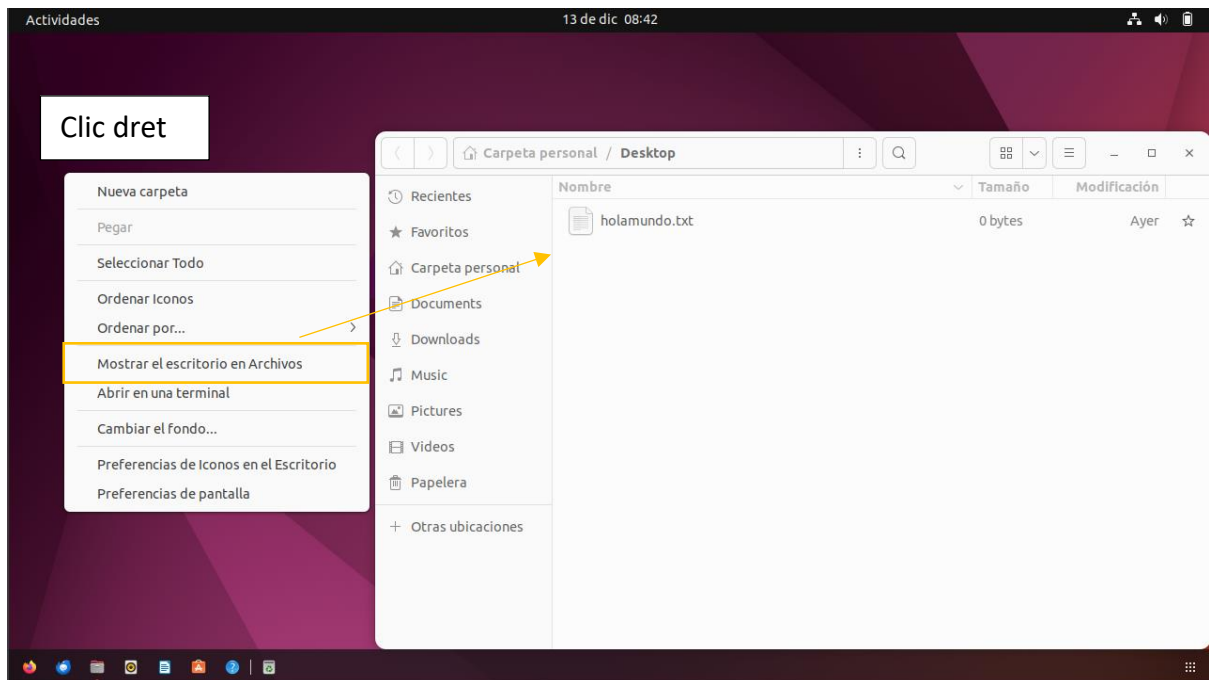 Actividades
13 de dic 08:42
Clic dret
Nueva carpeta
Pegar
Seleccionar Todo
Ordenar Iconos
Ordenar por...
Mostrar el escritorio en Archivos
Abrir en una terminal
Cambiar el fondo...
Preferencias de Iconos en el Escritorio
Preferencias de pantalla
Carpeta personal / Desktop
Recientes
Favoritos
Carpeta personal
Documents
Downloads
Music
Pictures
Videos
Papelera
+ Otras ubicaciones
Nombre Tamaño Modificación
holamundo.txt 0 bytes Ayer